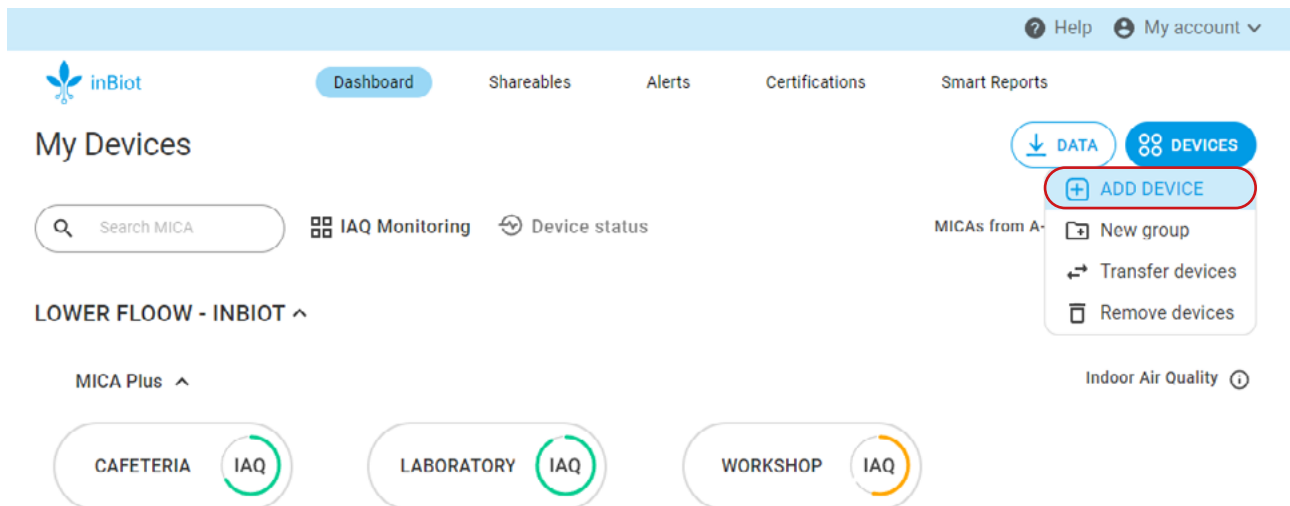 Help My account
inBiot Dashboard Shareables Alerts Certifications Smart Reports
My Devices DATA DEVICES
ADD DEVICE
Search MICA IAQ Monitoring Device status MICAs from A- New group
Transfer devices
LOWER FLOOW - INBIOT Remove devices
MICA Plus Indoor Air Quality
CAFETERIA IAQ LABORATORY IAQ WORKSHOP IAQ